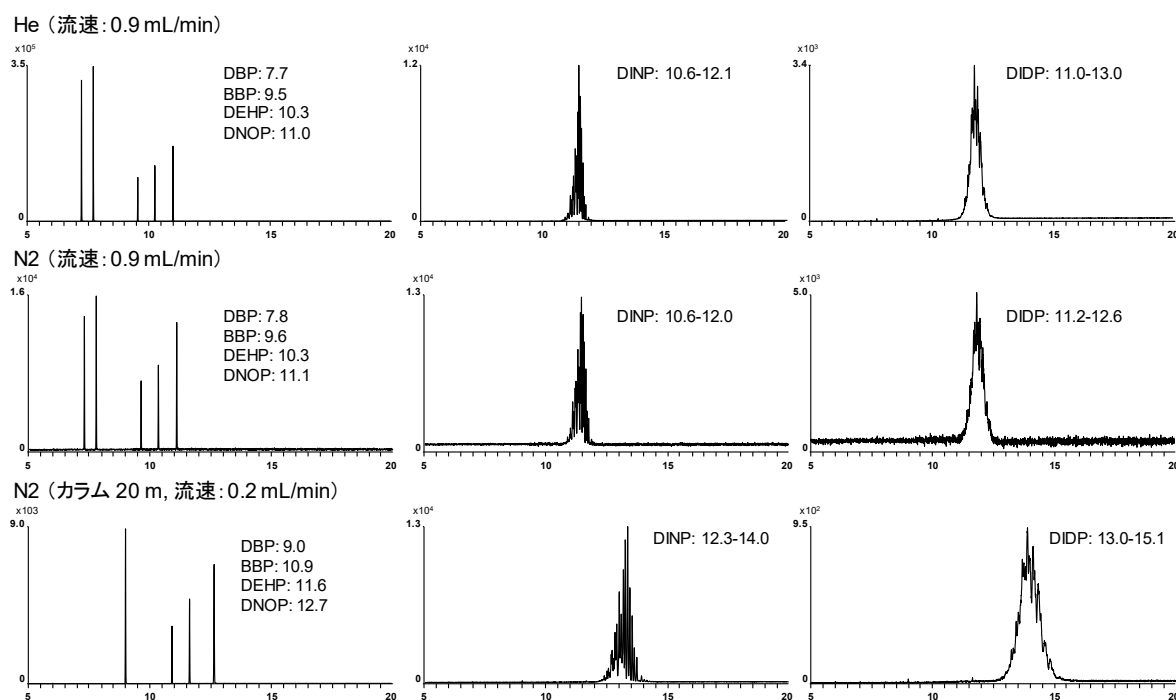 He （流速：0.9 mL/min）
x10⁵
3.5
0
5 10 15 20
DBP: 7.7
BBP: 9.5
DEHP: 10.3
DNOP: 11.0
x10⁴
1.2
0
5 10 15 20
DINP: 10.6-12.1
x10³
3.4
0
5 10 15 20
DIDP: 11.0-13.0
N2 （流速：0.9 mL/min）
x10⁴
1.6
0
5 10 15 20
DBP: 7.8
BBP: 9.6
DEHP: 10.3
DNOP: 11.1
x10⁴
1.3
0
5 10 15 20
DINP: 10.6-12.0
x10³
5.0
0
5 10 15 20
DIDP: 11.2-12.6
N2 （カラム 20 m, 流速：0.2 mL/min）
x103
9.0
0
5 10 15 20
DBP: 9.0
BBP: 10.9
DEHP: 11.6
DNOP: 12.7
x10⁴
1.3
0
5 10 15 20
DINP: 12.3-14.0
x10²
9.5
0
5 10 15 20
DIDP: 13.0-15.1